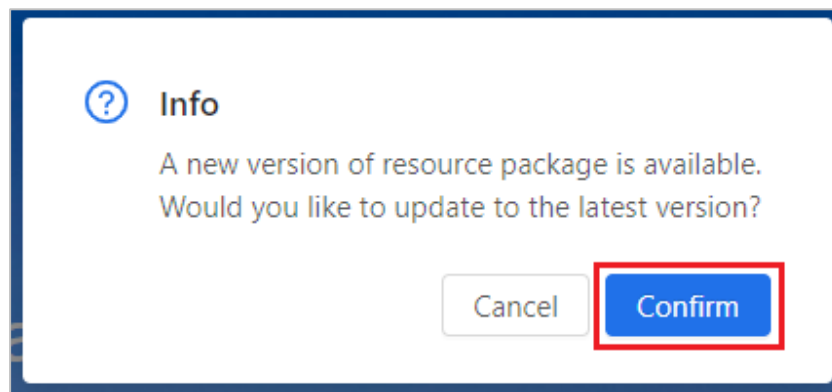 Info
A new version of resource package is available.
Would you like to update to the latest version?
Cancel Confirm